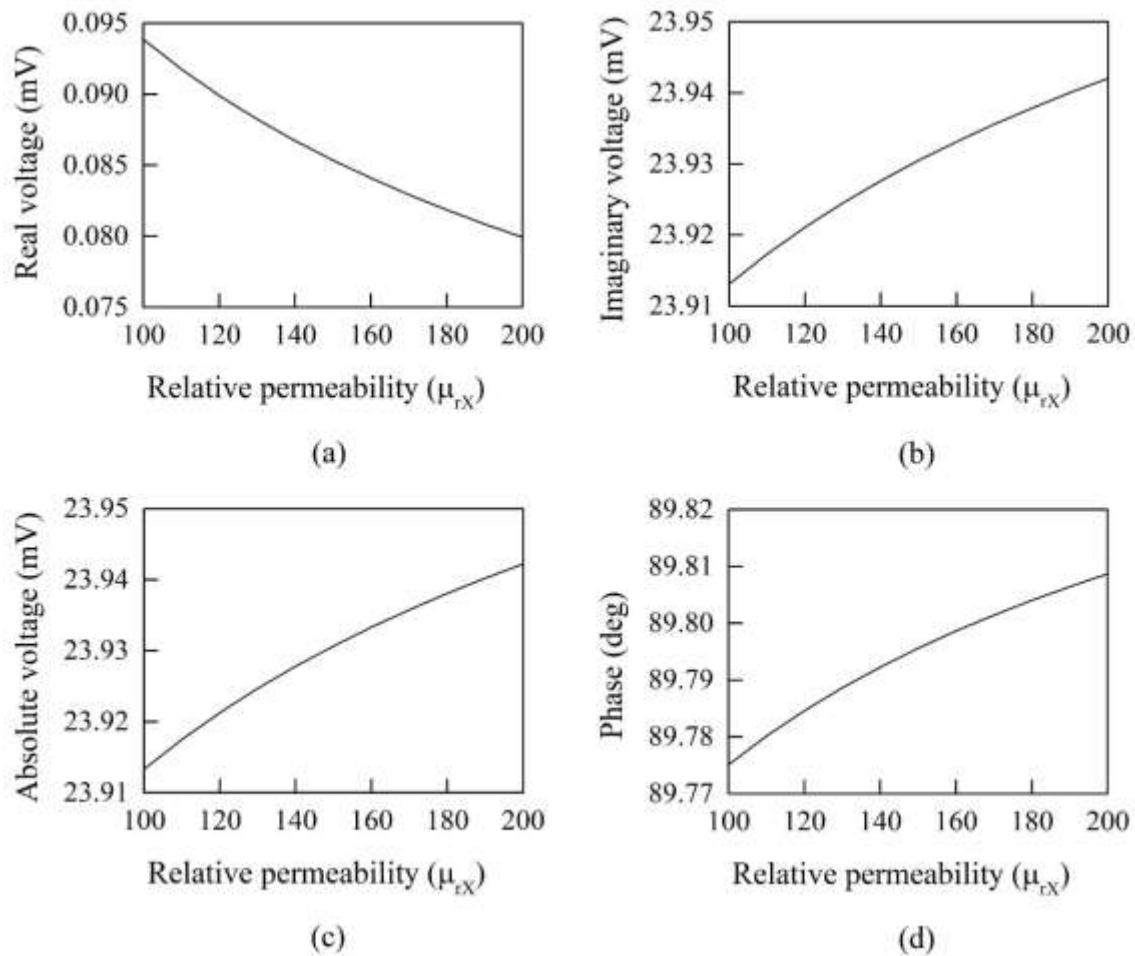 Real voltage (mV)
0.095
0.090
0.085
0.080
0.075
100 120 140 160 180 200
Relative permeability (μrX)
(a)
Imaginary voltage (mV)
23.95
23.94
23.93
23.92
23.91
100 120 140 160 180 200
Relative permeability (μrX)
(b)
Absolute voltage (mV)
23.95
23.94
23.93
23.92
23.91
100 120 140 160 180 200
Relative permeability (μrX)
(c)
Phase (deg)
89.82
89.81
89.80
89.79
89.78
89.77
100 120 140 160 180 200
Relative permeability (μrX)
(d)